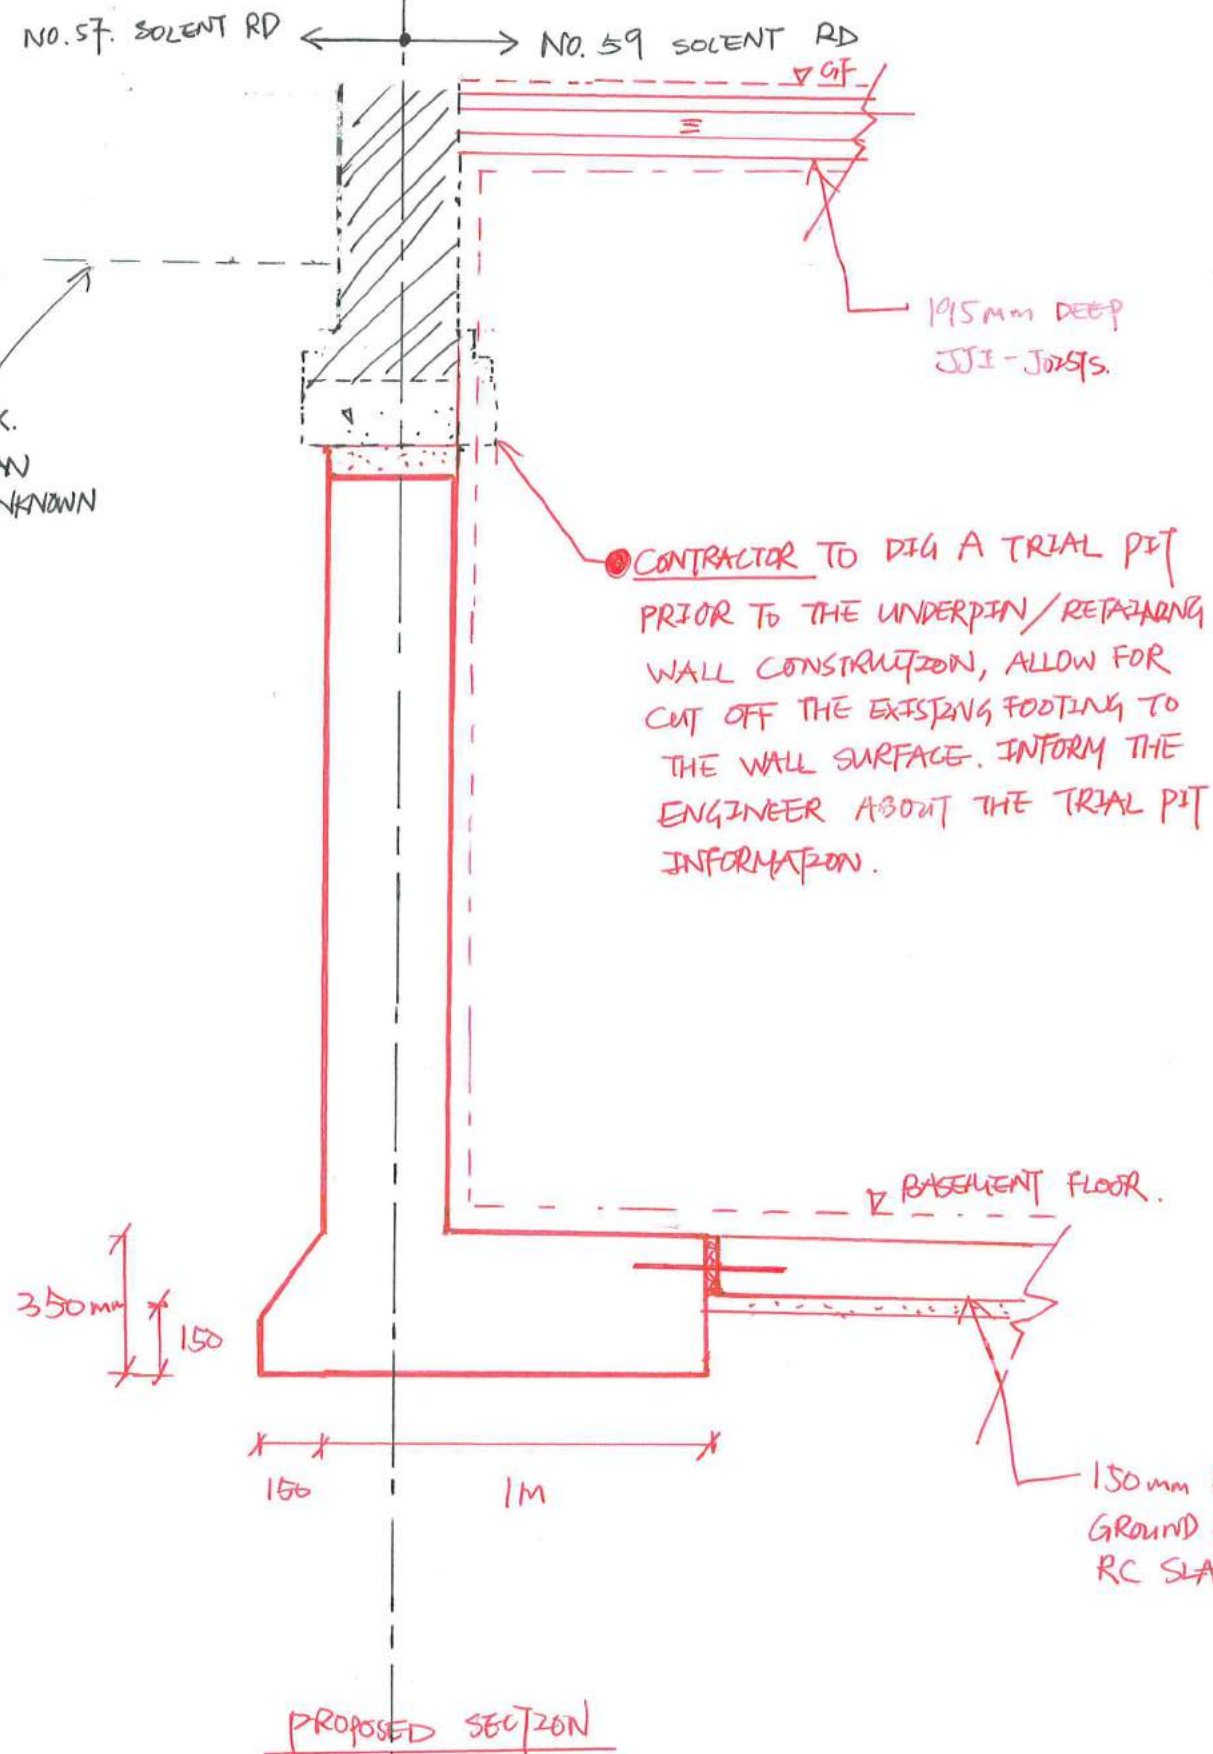 NO. 57. SOLENT RD
NO. 59 SOLENT RD
GF
195mm DEEP
JJI - JOISTS.
UNKNOWN
CONTRACTOR TO DIG A TRIAL PIT
PRIOR TO THE UNDERPIN/RETAINING
WALL CONSTRUCTION, ALLOW FOR
CUT OFF THE EXISTING FOOTING TO
THE WALL SURFACE. INFORM THE
ENGINEER ABOUT THE TRIAL PIT
INFORMATION.
BASEMENT FLOOR.
350mm
150
150
1M
150mm
GROUND
RC SLA
PROPOSED SECTION